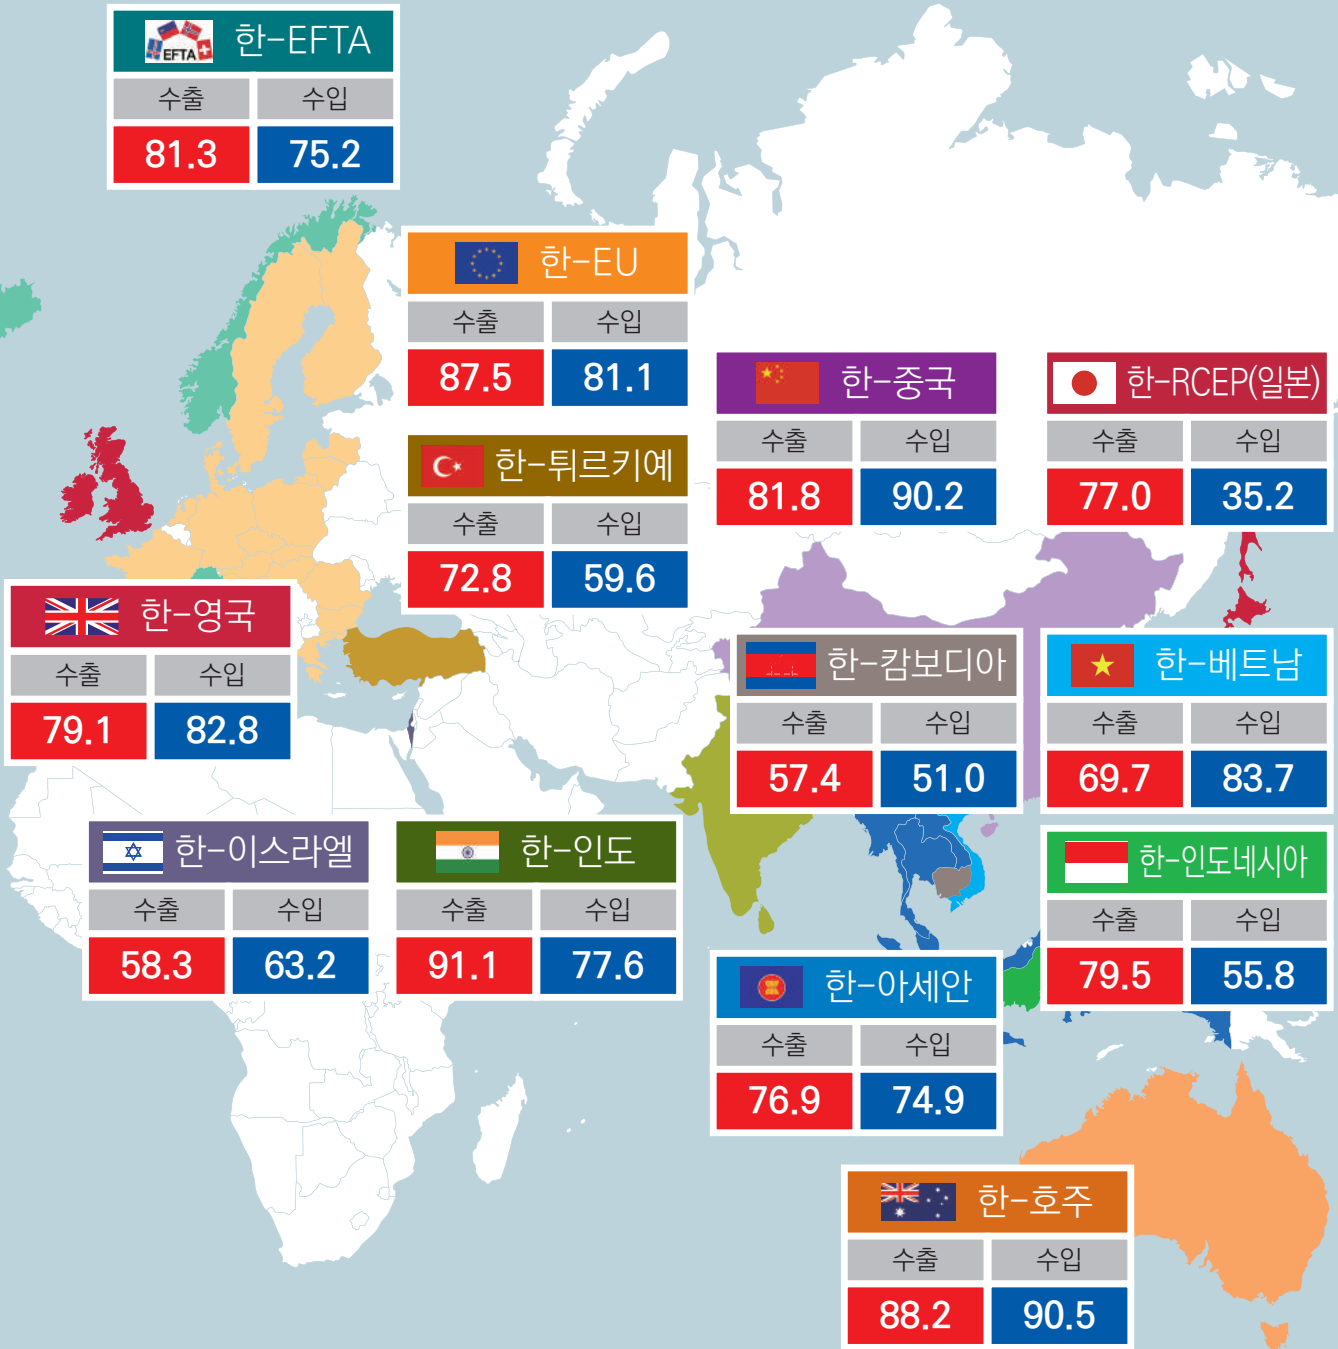 EFTA 한-EFTA
수출 수입
81.3 75.2
한-EU
수출 수입
87.5 81.1
한-중국
수출 수입
81.8 90.2
한-RCEP(일본)
수출 수입
77.0 35.2
한-튀르키예
수출 수입
72.8 59.6
한-영국
수출 수입
79.1 82.8
한-캄보디아
수출 수입
57.4 51.0
한-베트남
수출 수입
69.7 83.7
한-이스라엘
수출 수입
58.3 63.2
한-인도
수출 수입
91.1 77.6
한-인도네시아
수출 수입
79.5 55.8
한-아세안
수출 수입
76.9 74.9
한-호주
수출 수입
88.2 90.5